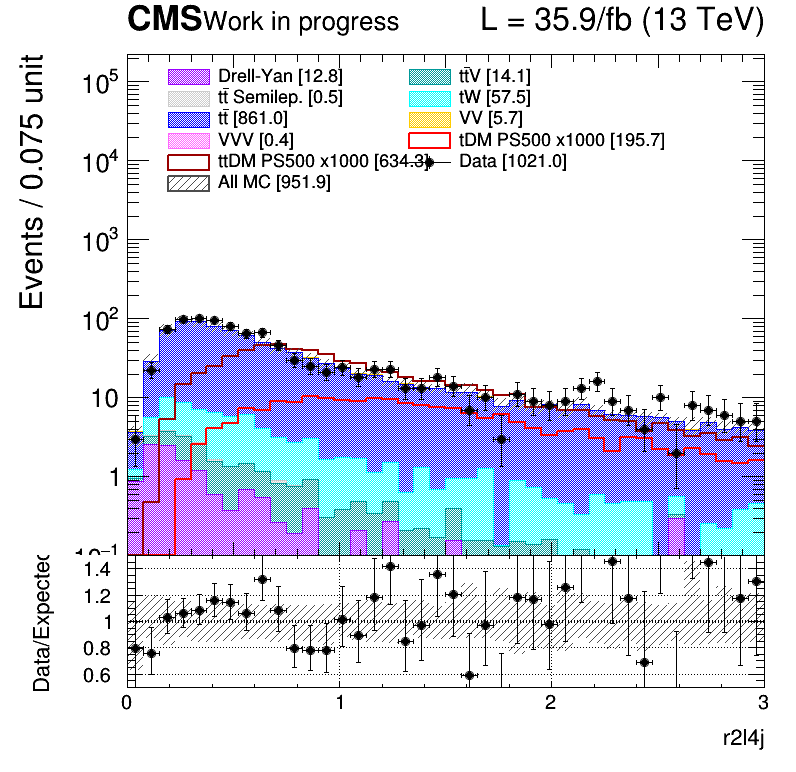 CMS Work in progress L = 35.9/fb (13 TeV)
Events / 0.075 unit
10⁵
10⁴
10³
10²
10
1
10⁻¹
Drell-Yan [12.8] tt̄V [14.1]
tt̄ Semilep. [0.5] tW [57.5]
tt̄ [861.0] VV [5.7]
VVV [0.4] tDM PS500 x1000 [195.7]
ttDM PS500 x1000 [634.3] Data [1021.0]
All MC [951.9]
Data/Expected
1.4
1.2
1
0.8
0.6
0 1 2 3
r2l4j